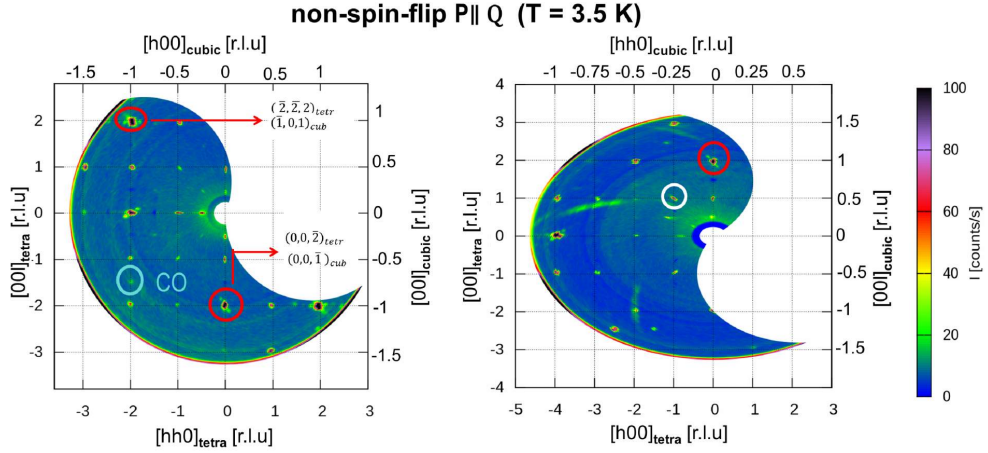 non-spin-flip P∥ Q (T = 3.5 K)
[h00]cubic [r.l.u]
-1.5 -1 -0.5 0 0.5 1
2
1
0
-1
-2
-3
[00l]tetra [r.l.u]
(2̄, 2̄, 2)tetr
(1̄, 0, 1)cub
(0,0, 2̄)tetr
(0,0, 1̄)cub
CO
1
0.5
0
-0.5
-1
-1.5
[00l]cubic [r.l.u]
-3 -2 -1 0 1 2 3
[hh0]tetra [r.l.u]
[hh0]cubic [r.l.u]
-1 -0.75 -0.5 -0.25 0 0.25 0.5
4
3
2
1
0
-1
-2
-3
-4
[00l]tetra [r.l.u]
1.5
1
0.5
0
-0.5
-1
-1.5
[00l]cubic [r.l.u]
-5 -4 -3 -2 -1 0 1 2 3
[h00]tetra [r.l.u]
100
80
60
40
20
0
I [counts/s]